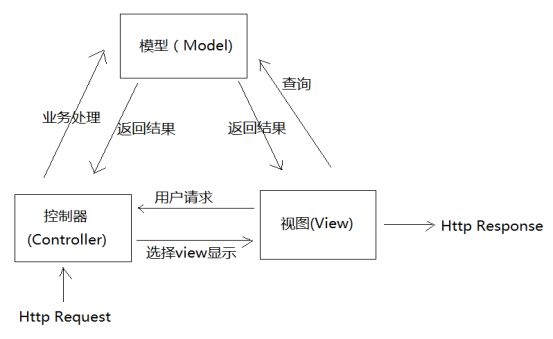 模型（Model)
查询
业务处理
返回结果
返回结果
用户请求
控制器
(Controller)
视图(View)
Http Response
选择view显示
Http Request